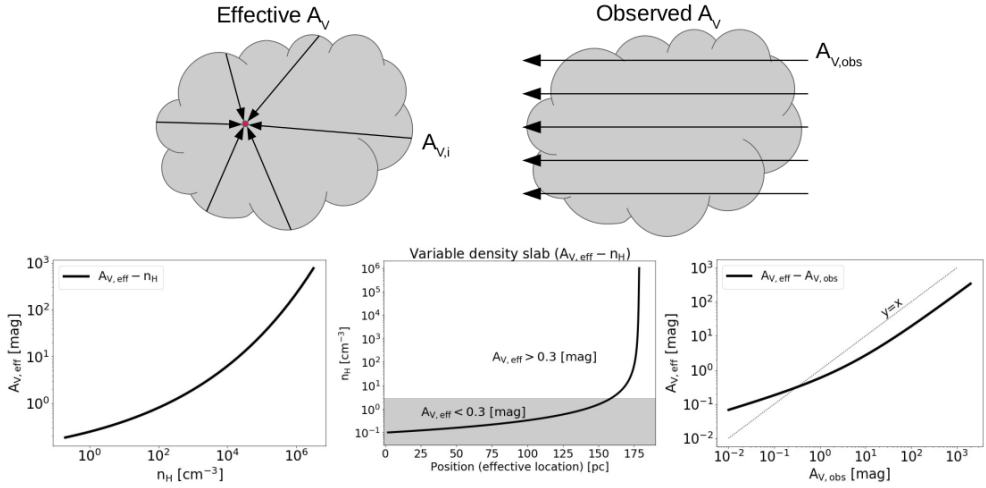 Effective A_V
Observed A_V
A_V,obs
A_V,i
A_V,eff − n_H
10^3
10^2
10^1
10^0
A_V,eff [mag]
10^0
10^2
10^4
10^6
n_H [cm^−3]
Variable density slab (A_V,eff − n_H)
10^6
10^5
10^4
10^3
10^2
10^1
10^0
10^−1
n_H [cm^−3]
A_V,eff > 0.3 [mag]
A_V,eff < 0.3 [mag]
0
25
50
75
100
125
150
175
Position (effective location) [pc]
A_V,eff − A_V,obs
y=x
10^3
10^2
10^1
10^0
10^−1
10^−2
A_V,eff [mag]
10^−2
10^−1
10^0
10^1
10^2
10^3
A_V,obs [mag]